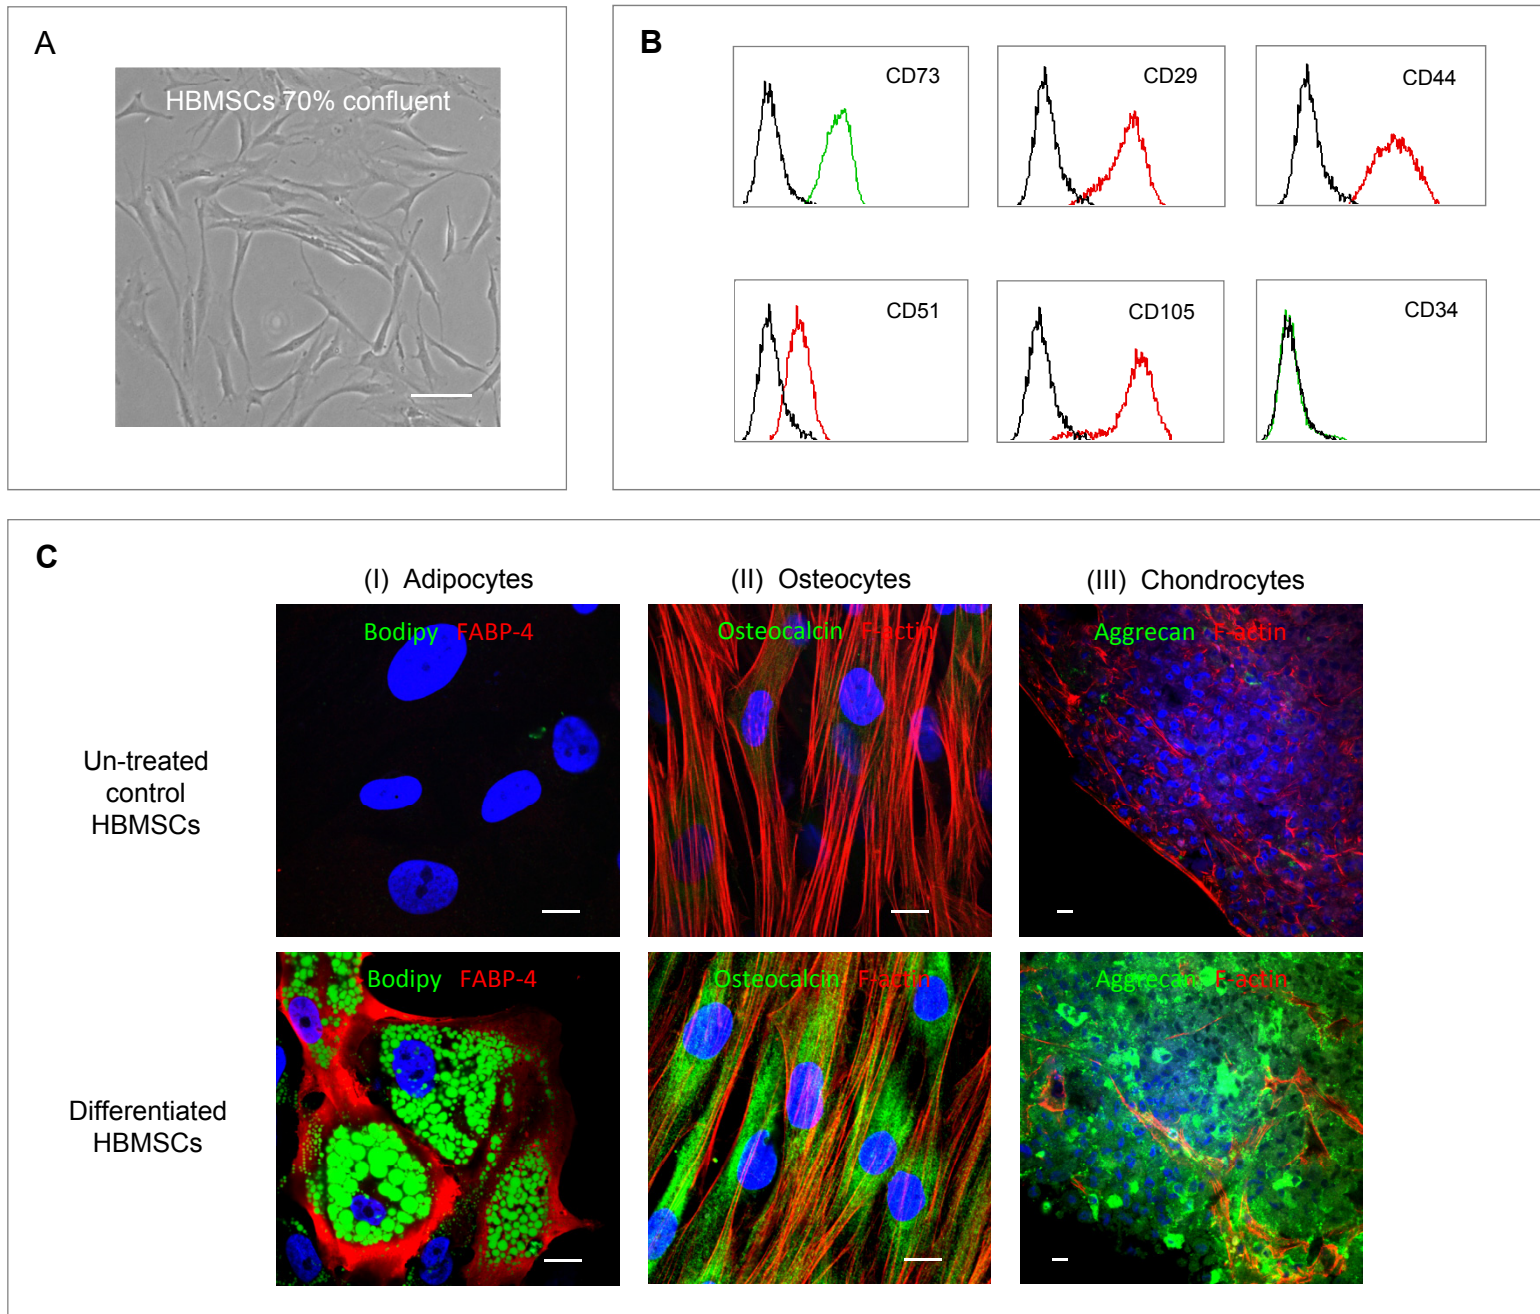 A
HBMSCs 70% confluent
B
CD73
CD29
CD44
CD51
CD105
CD34
C
(I) Adipocytes
(II) Osteocytes
(III) Chondrocytes
Un-treated
control
HBMSCs
Bodipy FABP-4
Osteocalcin F-actin
Aggrecan F-actin
Differentiated
HBMSCs
Bodipy FABP-4
Osteocalcin F-actin
Aggrecan F-actin